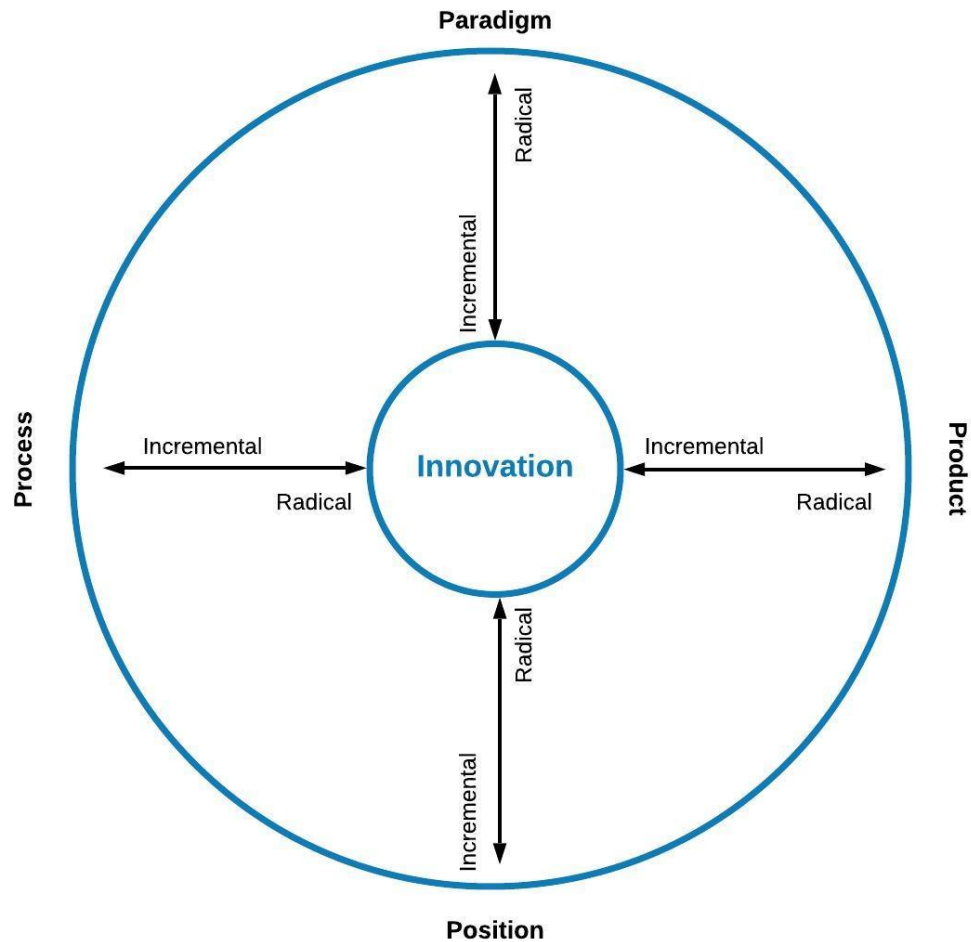 Paradigm
Radical
Incremental
Process
Incremental
Radical
Innovation
Incremental
Radical
Product
Radical
Incremental
Position